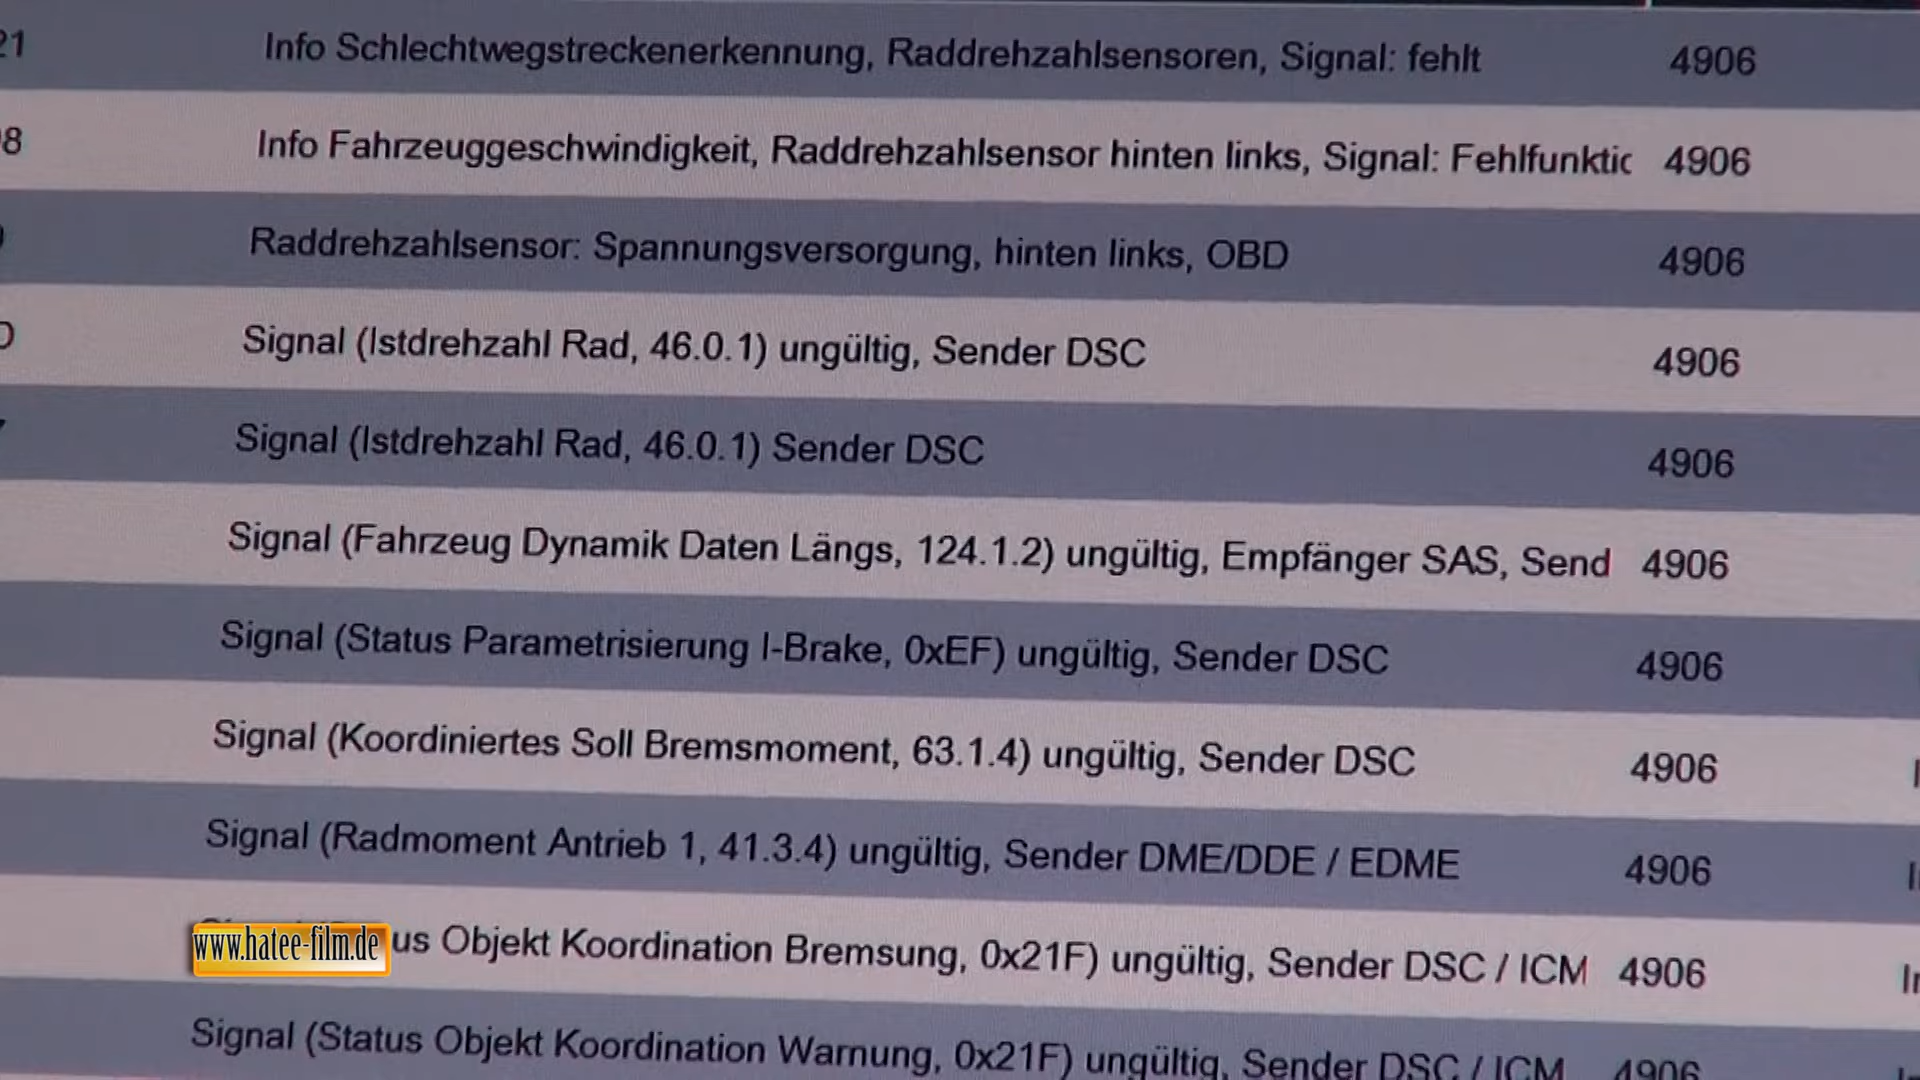 21 Info Schlechtwegstreckenerkennung, Raddrehzahlsensoren, Signal: fehlt 4906
8 Info Fahrzeuggeschwindigkeit, Raddrehzahlsensor hinten links, Signal: Fehlfunktic 4906
Raddrehzahlsensor: Spannungsversorgung, hinten links, OBD 4906
Signal (Istdrehzahl Rad, 46.0.1) ungültig, Sender DSC 4906
Signal (Istdrehzahl Rad, 46.0.1) Sender DSC 4906
Signal (Fahrzeug Dynamik Daten Längs, 124.1.2) ungültig, Empfänger SAS, Send 4906
Signal (Status Parametrisierung I-Brake, 0xEF) ungültig, Sender DSC 4906
Signal (Koordiniertes Soll Bremsmoment, 63.1.4) ungültig, Sender DSC 4906
Signal (Radmoment Antrieb 1, 41.3.4) ungültig, Sender DME/DDE / EDME 4906
www.hatee-film.de us Objekt Koordination Bremsung, 0x21F) ungültig, Sender DSC / ICM 4906
Signal (Status Objekt Koordination Warnung, 0x21F) ungültig, Sender DSC / ICM 4906